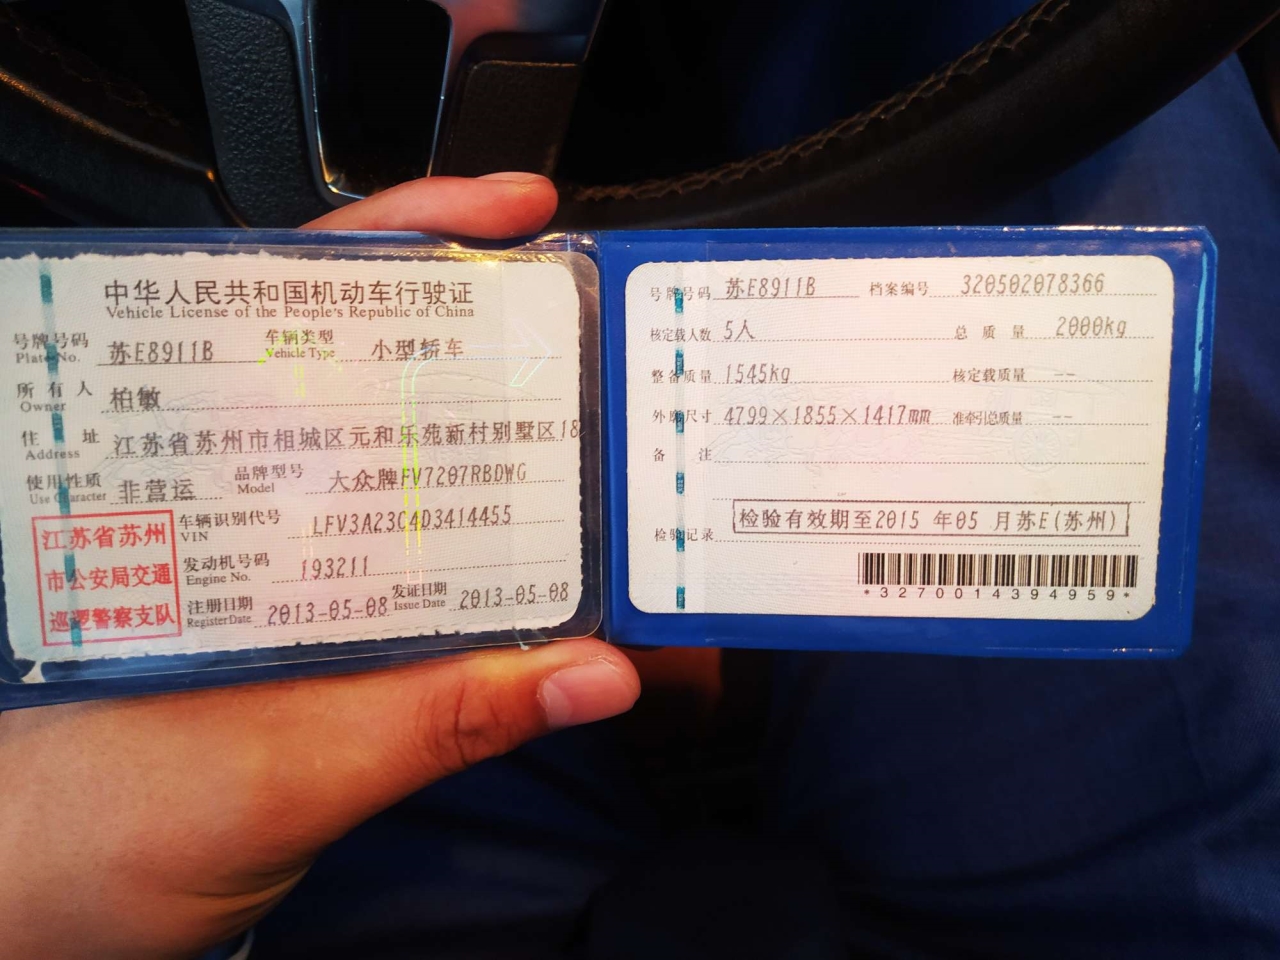 中华人民共和国机动车行驶证
Vehicle License of the People's Republic of China
号牌号码 苏E8911B 车辆类型 小型轿车
Plate No. Vehicle Type
所有人 柏敏
Owner
住址 江苏省苏州市相城区元和乐苑新村别墅区18
Address
使用性质 非营运 品牌型号 大众牌FV7207RBDWG
Use Character Model
江苏省苏州
市公安局交通
巡逻警察支队
车辆识别代号 LFV3A23C4D3414455
VIN
发动机号码 193211
Engine No.
注册日期 2013-05-08 发证日期 2013-05-08
Register Date Issue Date
号牌号码 苏E8911B 档案编号 320502078366
核定载人数 5人 总质量 2000kg
整备质量 1545kg 核定载质量 --
外廓尺寸 4799×1855×1417mm 准牵引总质量 --
备注
检验记录 检验有效期至2015 年05 月苏E(苏州)
*3270014394959*